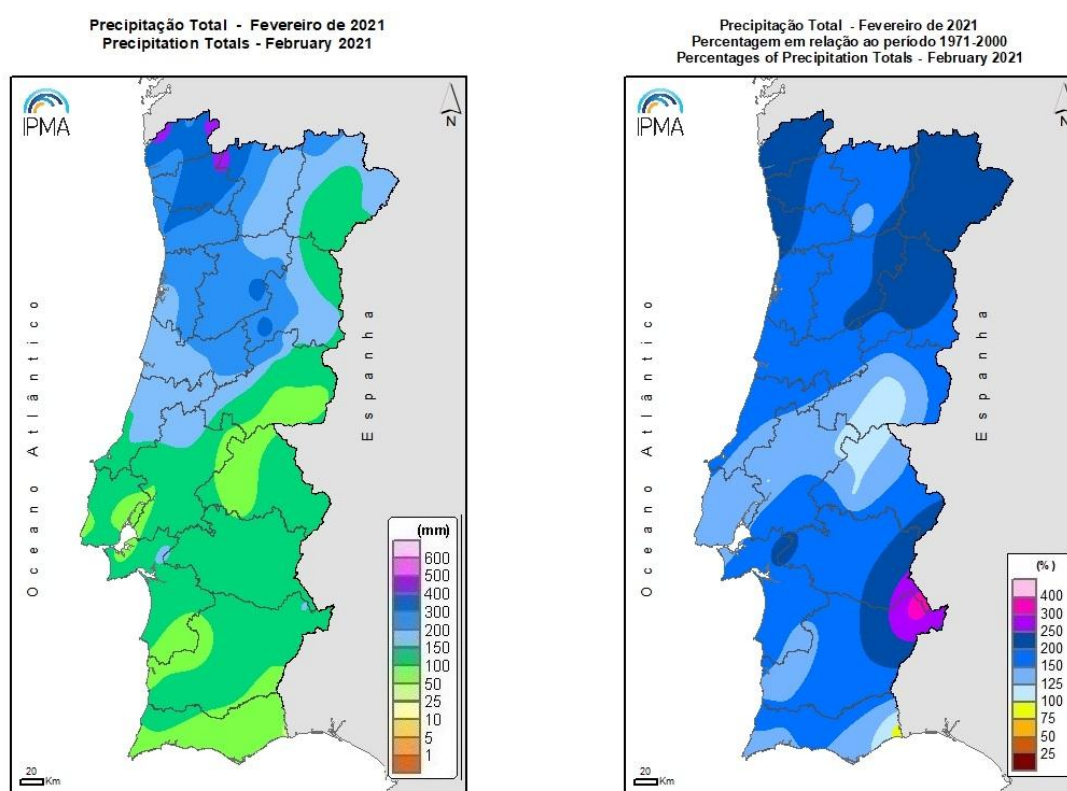 Precipitação Total - Fevereiro de 2021
Precipitation Totals - February 2021
IPMA
N
Oceano Atlântico
Espanha
(mm)
600
500
400
300
200
150
100
50
25
10
5
1
20
Km
Precipitação Total - Fevereiro de 2021
Percentagem em relação ao período 1971-2000
Percentages of Precipitation Totals - February 2021
IPMA
N
Oceano Atlântico
Espanha
(%)
400
300
250
200
150
125
100
75
50
25
20
Km